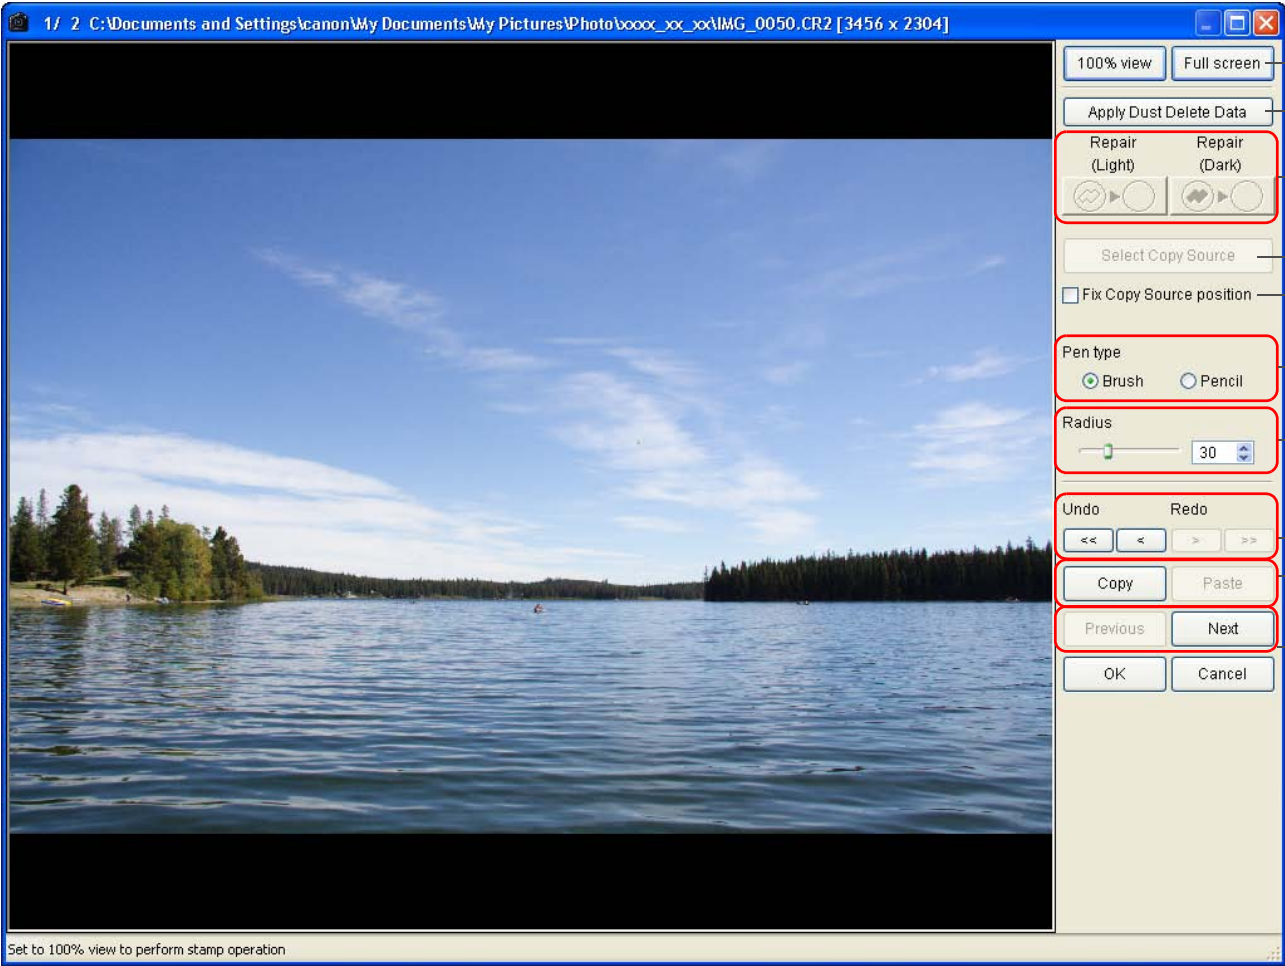 1/ 2 C:\Documents and Settings\canon\My Documents\My Pictures\Photo\xxxx_xx_xx\IMG_0050.CR2 [3456 x 2304]
100% view Full screen
Apply Dust Delete Data
Repair Repair
(Light) (Dark)
Select Copy Source
Fix Copy Source position
Pen type
Brush Pencil
Radius
30
Undo Redo
<< < > >>
Copy Paste
Previous Next
OK Cancel
Set to 100% view to perform stamp operation